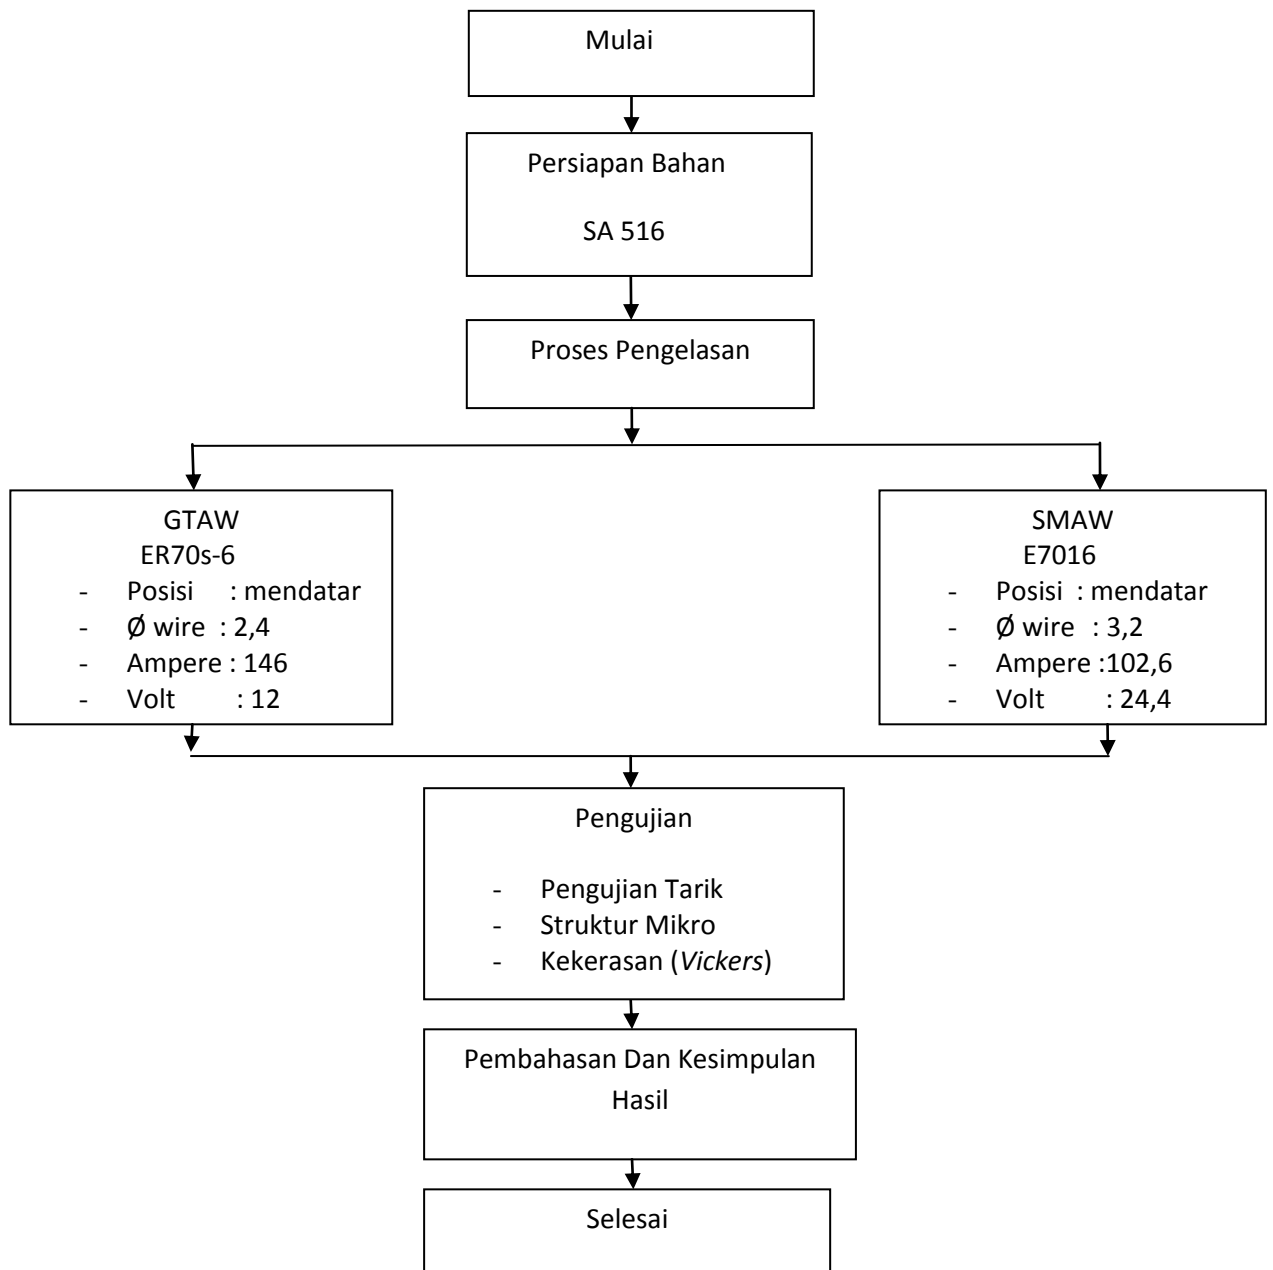 Mulai
Persiapan Bahan
SA 516
Proses Pengelasan
GTAW
ER70s-6
- Posisi : mendatar
- Ø wire : 2,4
- Ampere : 146
- Volt : 12
SMAW
E7016
- Posisi : mendatar
- Ø wire : 3,2
- Ampere :102,6
- Volt : 24,4
Pengujian
- Pengujian Tarik
- Struktur Mikro
- Kekerasan (Vickers)
Pembahasan Dan Kesimpulan
Hasil
Selesai